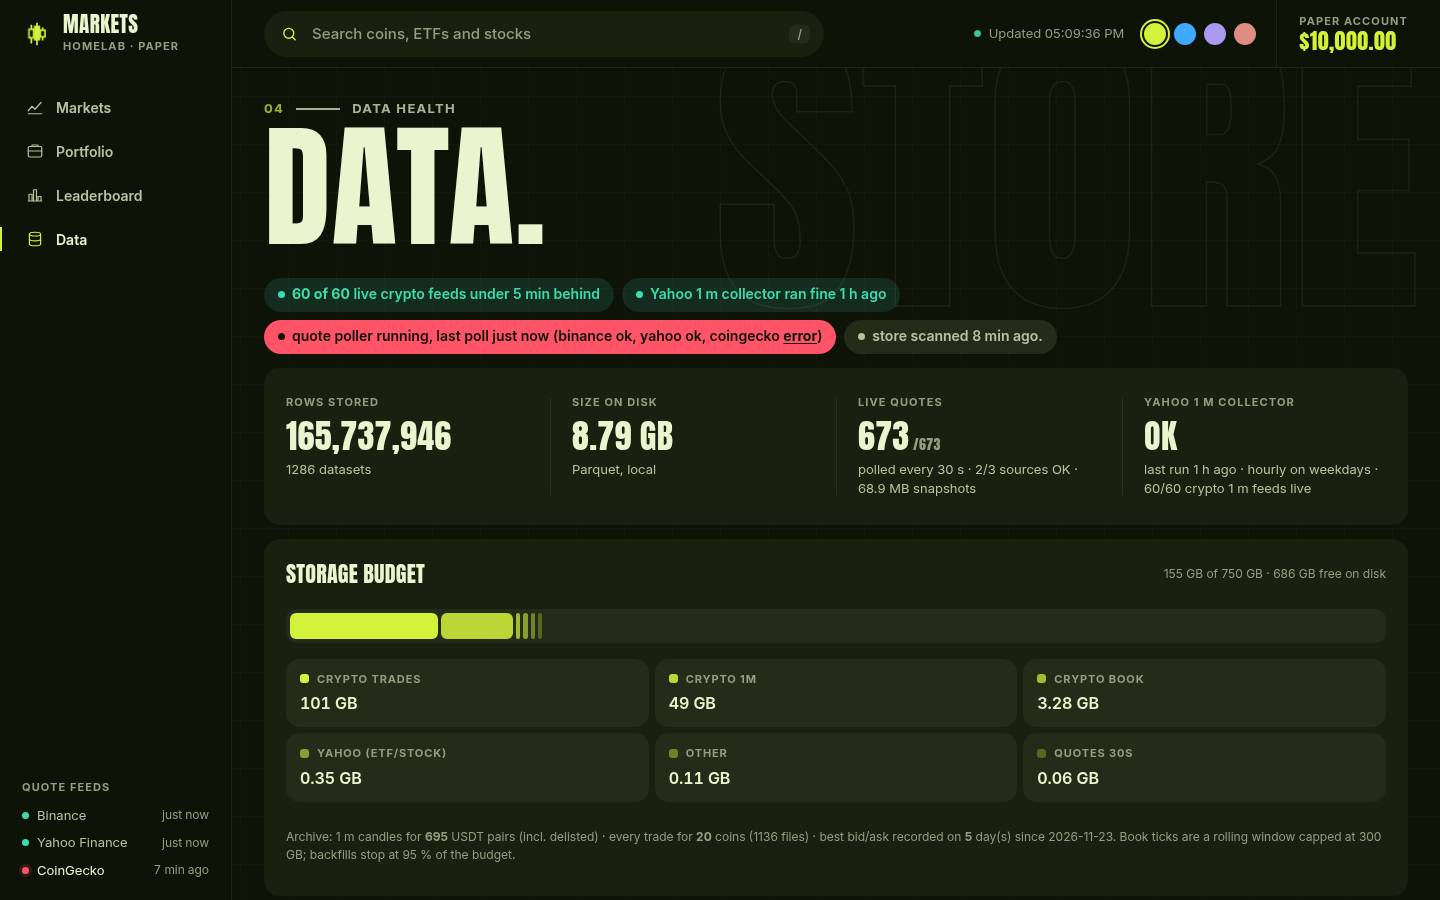 MARKETS
HOMELAB · PAPER
Search coins, ETFs and stocks
/
Updated 05:09:36 PM
PAPER ACCOUNT
$10,000.00
Markets
Portfolio
Leaderboard
Data
STORE
04
DATA HEALTH
DATA.
60 of 60 live crypto feeds under 5 min behind
Yahoo 1 m collector ran fine 1 h ago
quote poller running, last poll just now (binance ok, yahoo ok, coingecko error)
store scanned 8 min ago.
ROWS STORED
165,737,946
1286 datasets
SIZE ON DISK
8.79 GB
Parquet, local
LIVE QUOTES
673 /673
polled every 30 s · 2/3 sources OK ·
68.9 MB snapshots
YAHOO 1 M COLLECTOR
OK
last run 1 h ago · hourly on weekdays ·
60/60 crypto 1 m feeds live
STORAGE BUDGET
155 GB of 750 GB · 686 GB free on disk
CRYPTO TRADES
101 GB
CRYPTO 1M
49 GB
CRYPTO BOOK
3.28 GB
YAHOO (ETF/STOCK)
0.35 GB
OTHER
0.11 GB
QUOTES 30S
0.06 GB
Archive: 1 m candles for 695 USDT pairs (incl. delisted) · every trade for 20 coins (1136 files) · best bid/ask recorded on 5 day(s) since 2026-11-23. Book ticks are a rolling window capped at 300
GB; backfills stop at 95 % of the budget.
QUOTE FEEDS
Binance just now
Yahoo Finance just now
CoinGecko 7 min ago